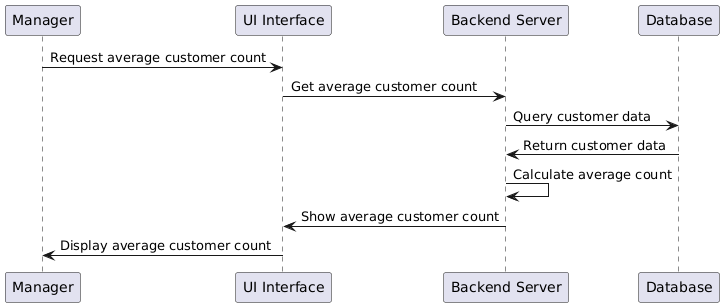 Manager UI Interface Backend Server Database
Request average customer count
Get average customer count
Query customer data
Return customer data
Calculate average count
Show average customer count
Display average customer count
Manager UI Interface Backend Server Database